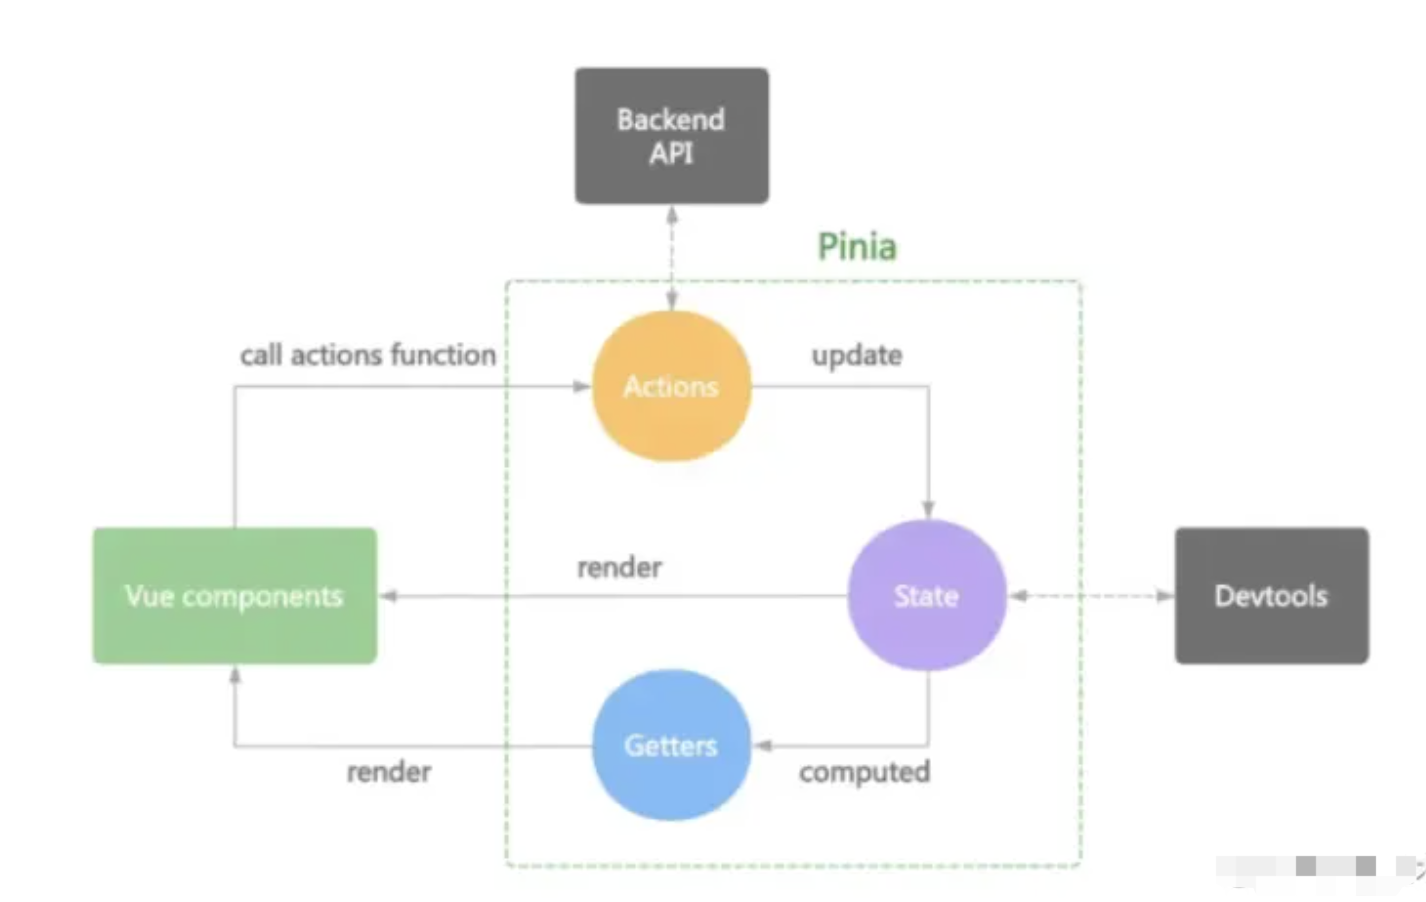 Backend
API
Pinia
call actions function
update
Actions
render
Vue components
State
Devtools
Getters
render
computed